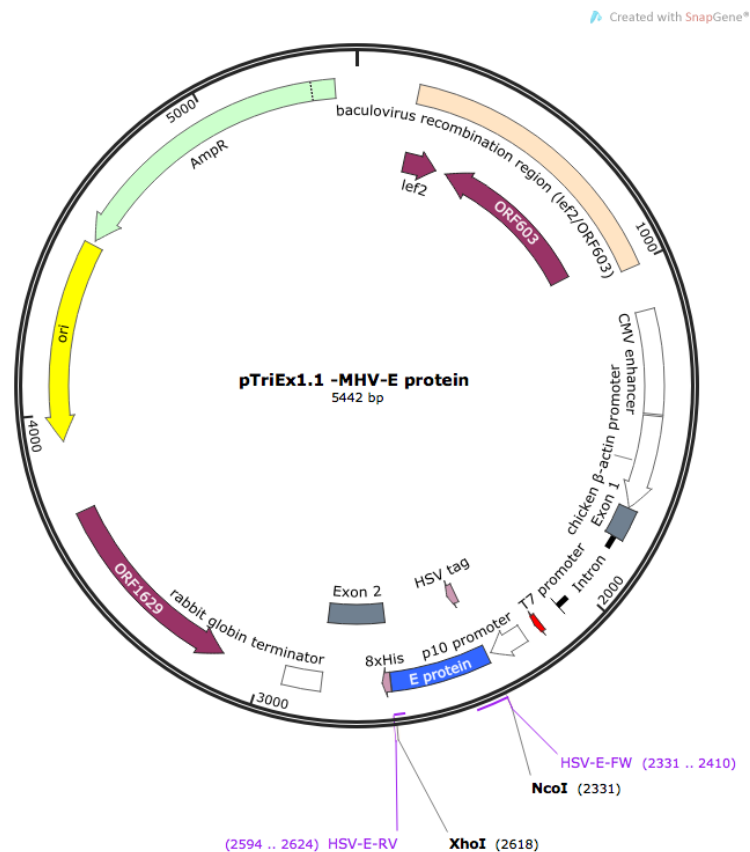 Created with SnapGene®
5000
AmpR
baculovirus recombination region (lef2/ORF603)
lef2
ORF603
1000
ori
CMV enhancer
pTriEx1.1 -MHV-E protein
5442 bp
chicken β-actin promoter
4000
Exon 1
Intron
2000
T7 promoter
HSV tag
Exon 2
p10 promoter
ORF1629
rabbit globin terminator
8xHis
E protein
3000
HSV-E-FW (2331 .. 2410)
NcoI (2331)
(2594 .. 2624) HSV-E-RV
XhoI (2618)